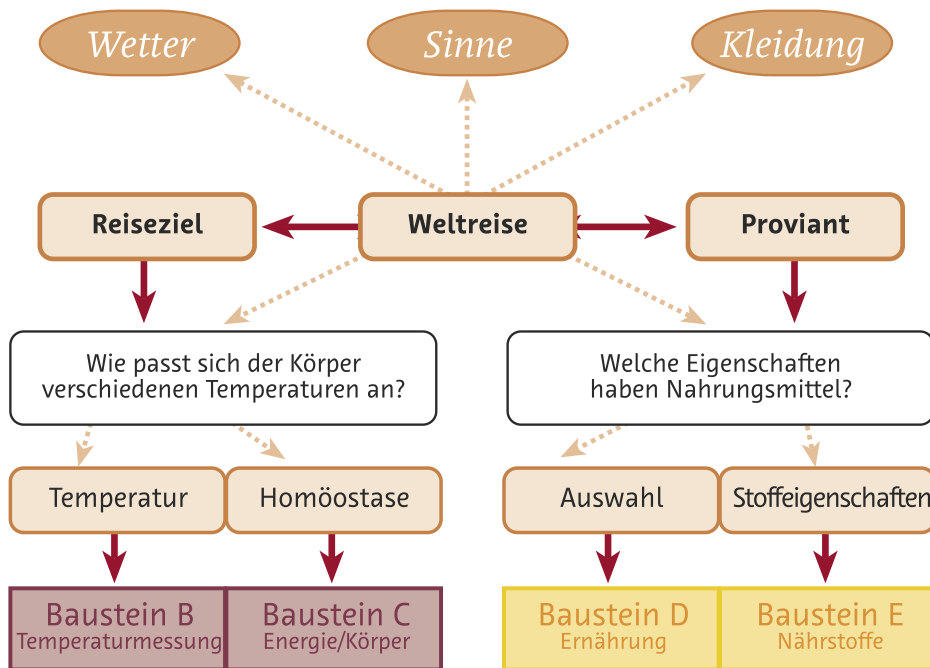 Wetter
Sinne
Kleidung
Reiseziel
Weltreise
Proviant
Wie passt sich der Körper
verschiedenen Temperaturen an?
Welche Eigenschaften
haben Nahrungsmittel?
Temperatur
Homöostase
Auswahl
Stoffeigenschaften
Baustein B
Temperaturmessung
Baustein C
Energie/Körper
Baustein D
Ernährung
Baustein E
Nährstoffe